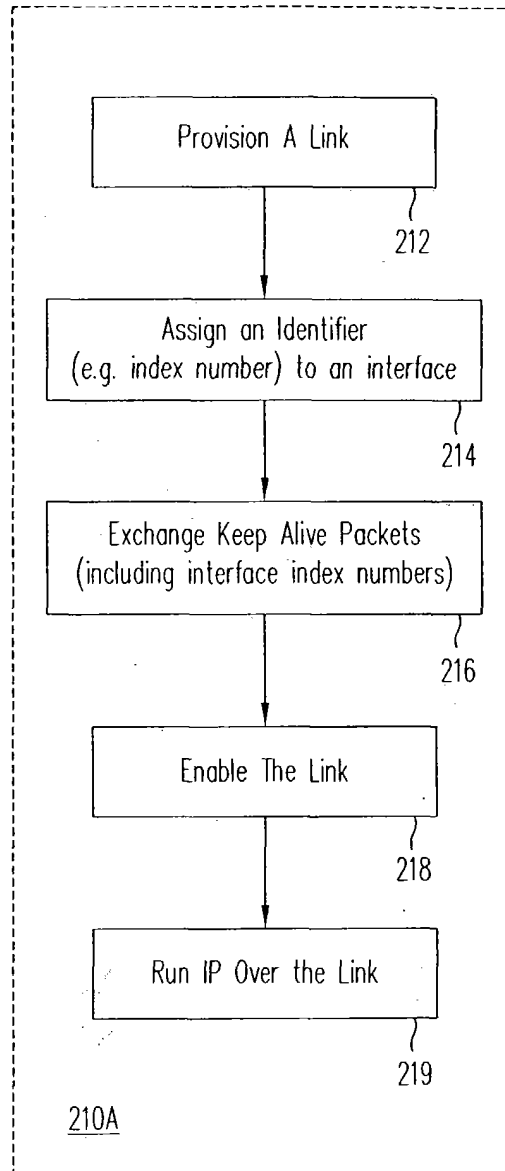 Provision A Link
212
Assign an Identifier
(e.g. index number) to an interface
214
Exchange Keep Alive Packets
(including interface index numbers)
216
Enable The Link
218
Run IP Over the Link
219
210A